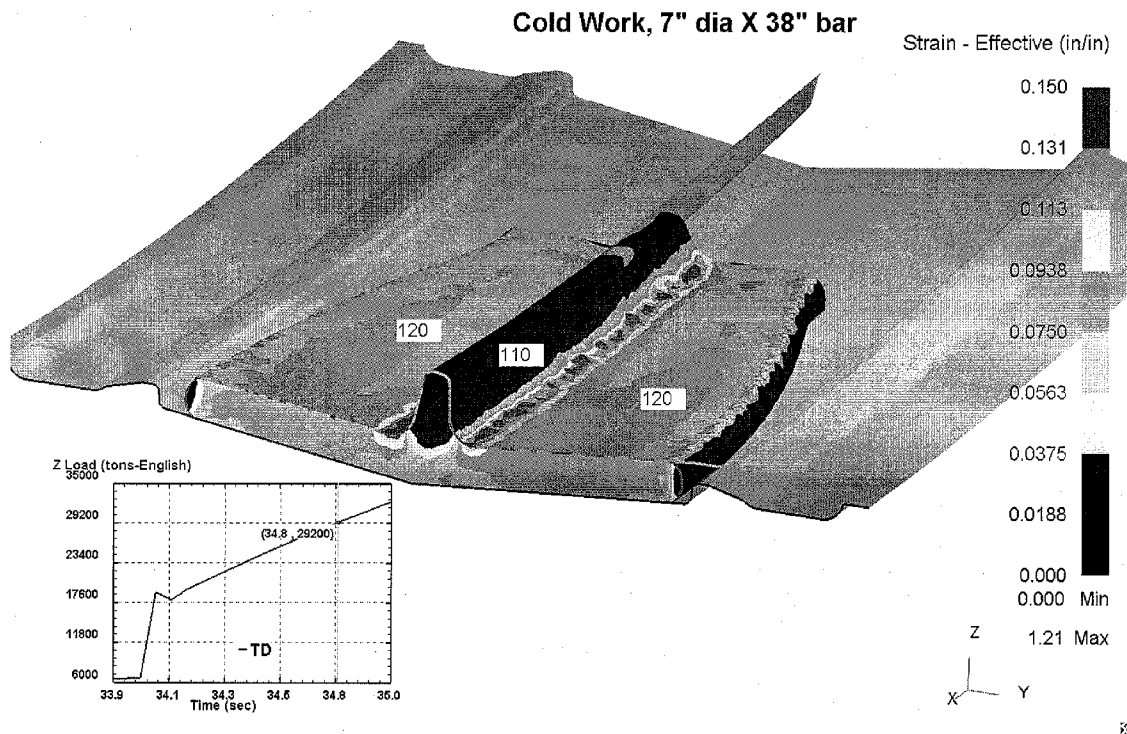 Cold Work, 7" dia X 38" bar
Strain - Effective (in/in)
0.150
0.131
0.113
0.0938
0.0750
0.0563
0.0375
0.0188
0.000
0.000 Min
1.21 Max
120
110
120
Z Load (tons-English)
35000
29200
23400
17600
11800
6000
(34.8 , 29200)
– TD
33.9 34.1 34.3 34.6 34.8 35.0
Time (sec)
Z
X Y